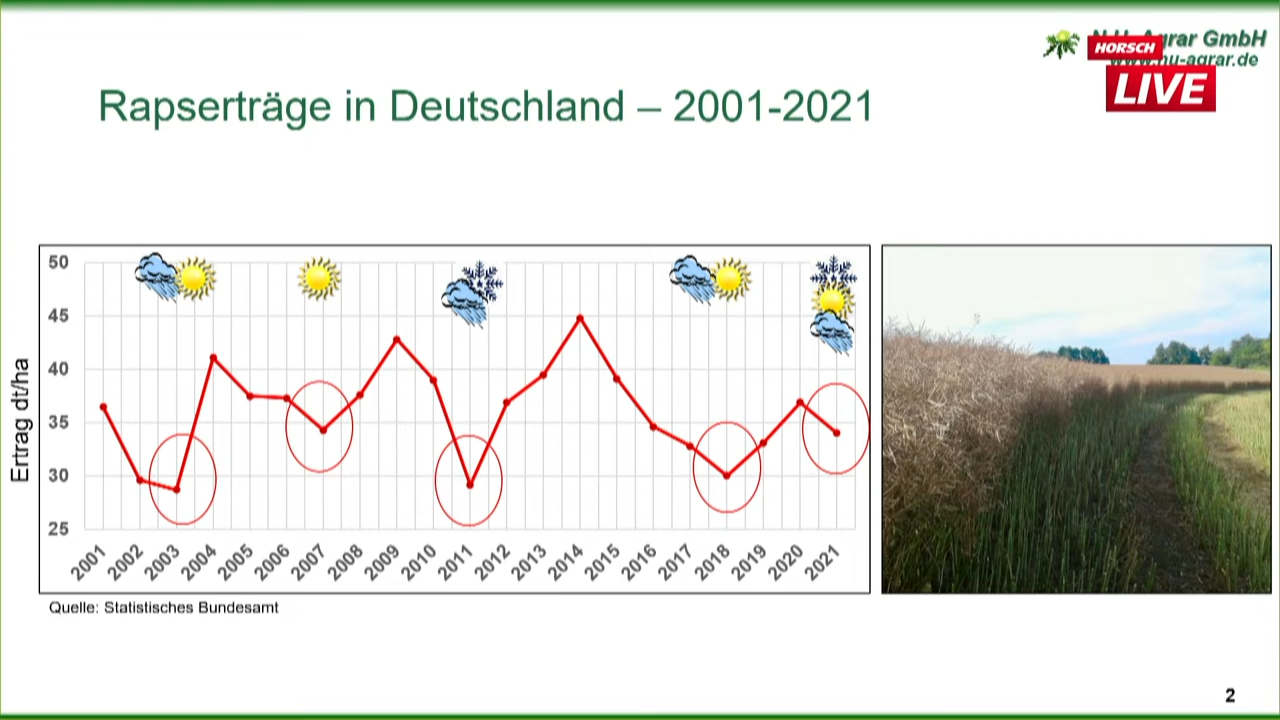 Agrar GmbH
HORSCH
www.nu-agrar.de
LIVE
Rapserträge in Deutschland – 2001-2021
Ertrag dt/ha
50
45
40
35
30
25
2001 2002 2003 2004 2005 2006 2007 2008 2009 2010 2011 2012 2013 2014 2015 2016 2017 2018 2019 2020 2021
Quelle: Statistisches Bundesamt
2